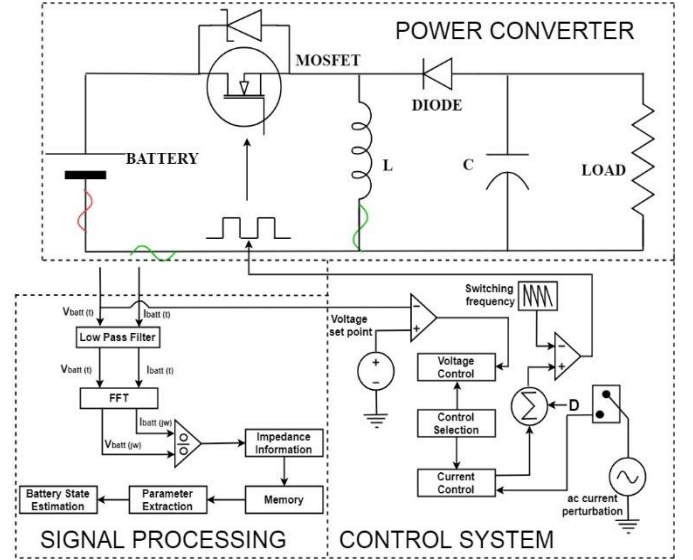 POWER CONVERTER
MOSFET
DIODE
BATTERY
L
C
LOAD
Switching
frequency
Vbatt (t)
Ibatt (t)
Voltage
set point
Low Pass Filter
Vbatt (t)
Ibatt (t)
Voltage
Control
FFT
Ibatt (jw)
Vbatt (jw)
Σ
D
Control
Selection
Impedance
Information
Current
Control
Battery State
Estimation
Parameter
Extraction
Memory
ac current
perturbation
SIGNAL PROCESSING
CONTROL SYSTEM